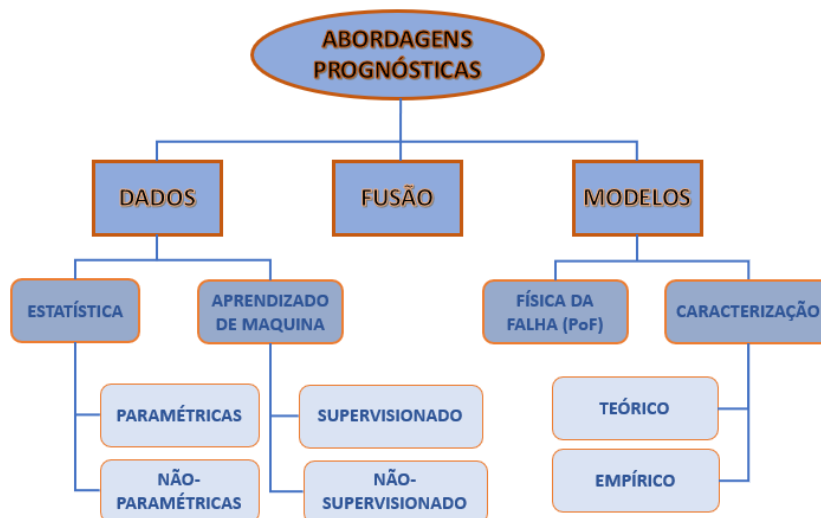 ABORDAGENS
PROGNÓSTICAS
DADOS
FUSÃO
MODELOS
ESTATÍSTICA
APRENDIZADO
DE MAQUINA
FÍSICA DA
FALHA (PoF)
CARACTERIZAÇÃO
PARAMÉTRICAS
SUPERVISIONADO
TEÓRICO
NÃO-
PARAMÉTRICAS
NÃO-
SUPERVISIONADO
EMPÍRICO